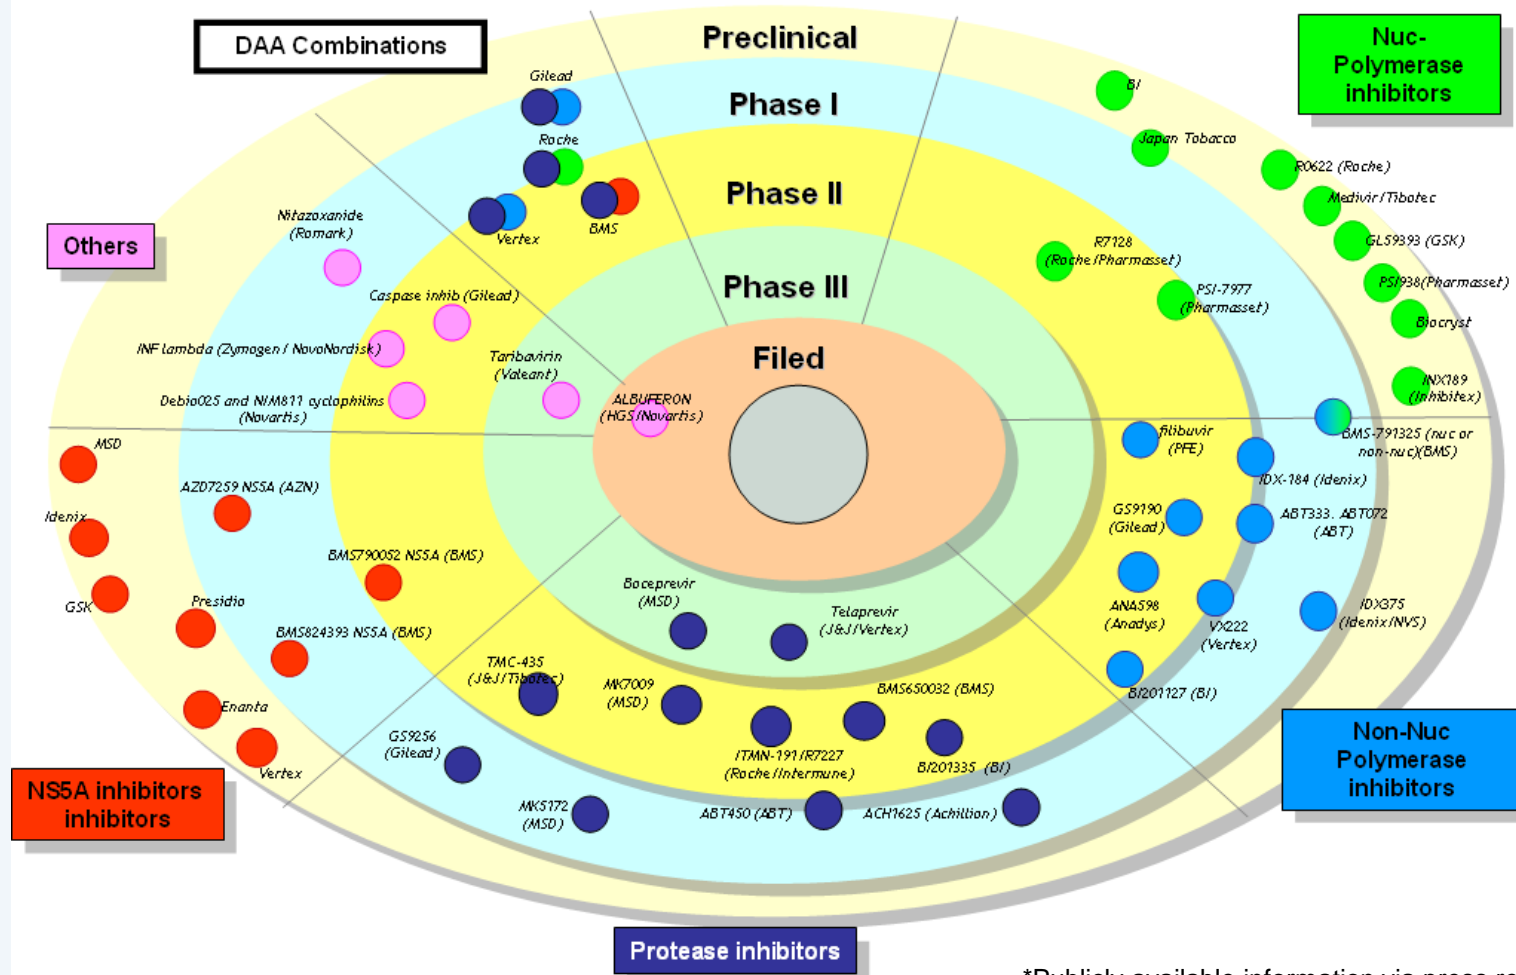 DAA Combinations
Preclinical
Nuc-
Polymerase
inhibitors
Gilead
BI
Phase I
Roche
Japan Tobacco
R0622 (Roche)
Phase II
Medivir/Tibotec
Nitazoxanide
(Romark)
Vertex
BMS
GL59393 (GSK)
R7128
(Roche/Pharmasset)
Others
Phase III
PSI938(Pharmasset)
PSI-7977
(Pharmasset)
Caspase inhib (Gilead)
Biocryst
INF lambda (Zymogen / NovoNordisk)
Taribavirin
(Valeant)
Filed
INX189
(Inhibitex)
Debio025 and NIM811 cyclophilins
(Novartis)
ALBUFERON
(HGS/Novartis)
MSD
filibuvir
(PFE)
BMS-791325 (nuc or
non-nuc)(BMS)
AZD7259 NS5A (AZN)
IDX-184 (Idenix)
Idenix
GS9190
(Gilead)
ABT333. ABT072
(ABT)
BMS790052 NS5A (BMS)
GSK
Presidio
Boceprevir
(MSD)
Telaprevir
(J&J/Vertex)
ANA598
(Anadys)
VX222
(Vertex)
IDX375
(Idenix/NVS)
BMS824393 NS5A (BMS)
TMC-435
(J&J/Tibotec)
MK7009
(MSD)
BMS650032 (BMS)
BI201127 (BI)
Enanta
GS9256
(Gilead)
ITMN-191/R7227
(Roche/Intermune)
BI201335 (BI)
Non-Nuc
Polymerase
inhibitors
Vertex
NS5A inhibitors
inhibitors
MK5172
(MSD)
ABT450 (ABT)
ACH1625 (Achillion)
Protease inhibitors
*Publicly available information via press